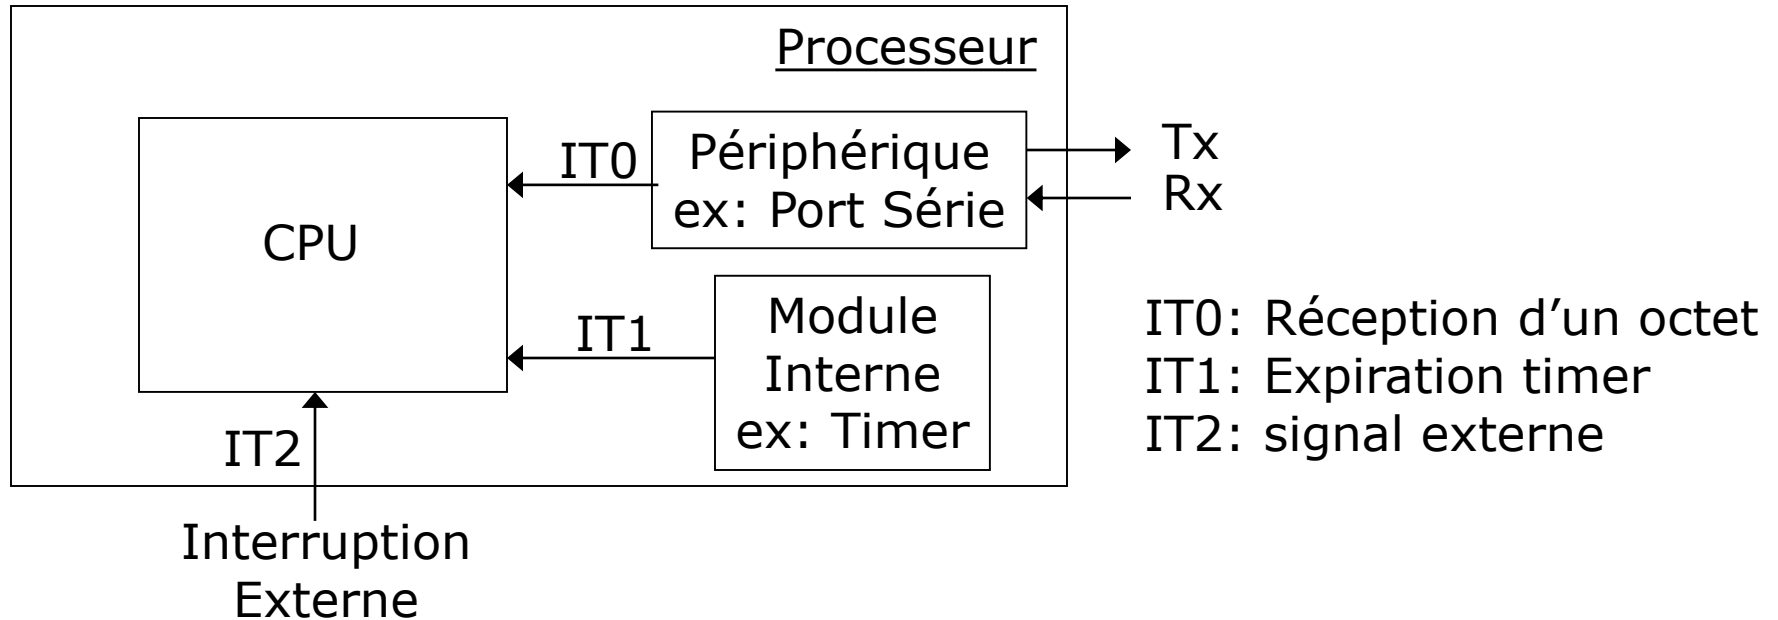 Processeur
Périphérique
ex: Port Série
IT0
Tx
Rx
CPU
Module
Interne
ex: Timer
IT1
IT2
IT0: Réception d’un octet
IT1: Expiration timer
IT2: signal externe
Interruption
Externe